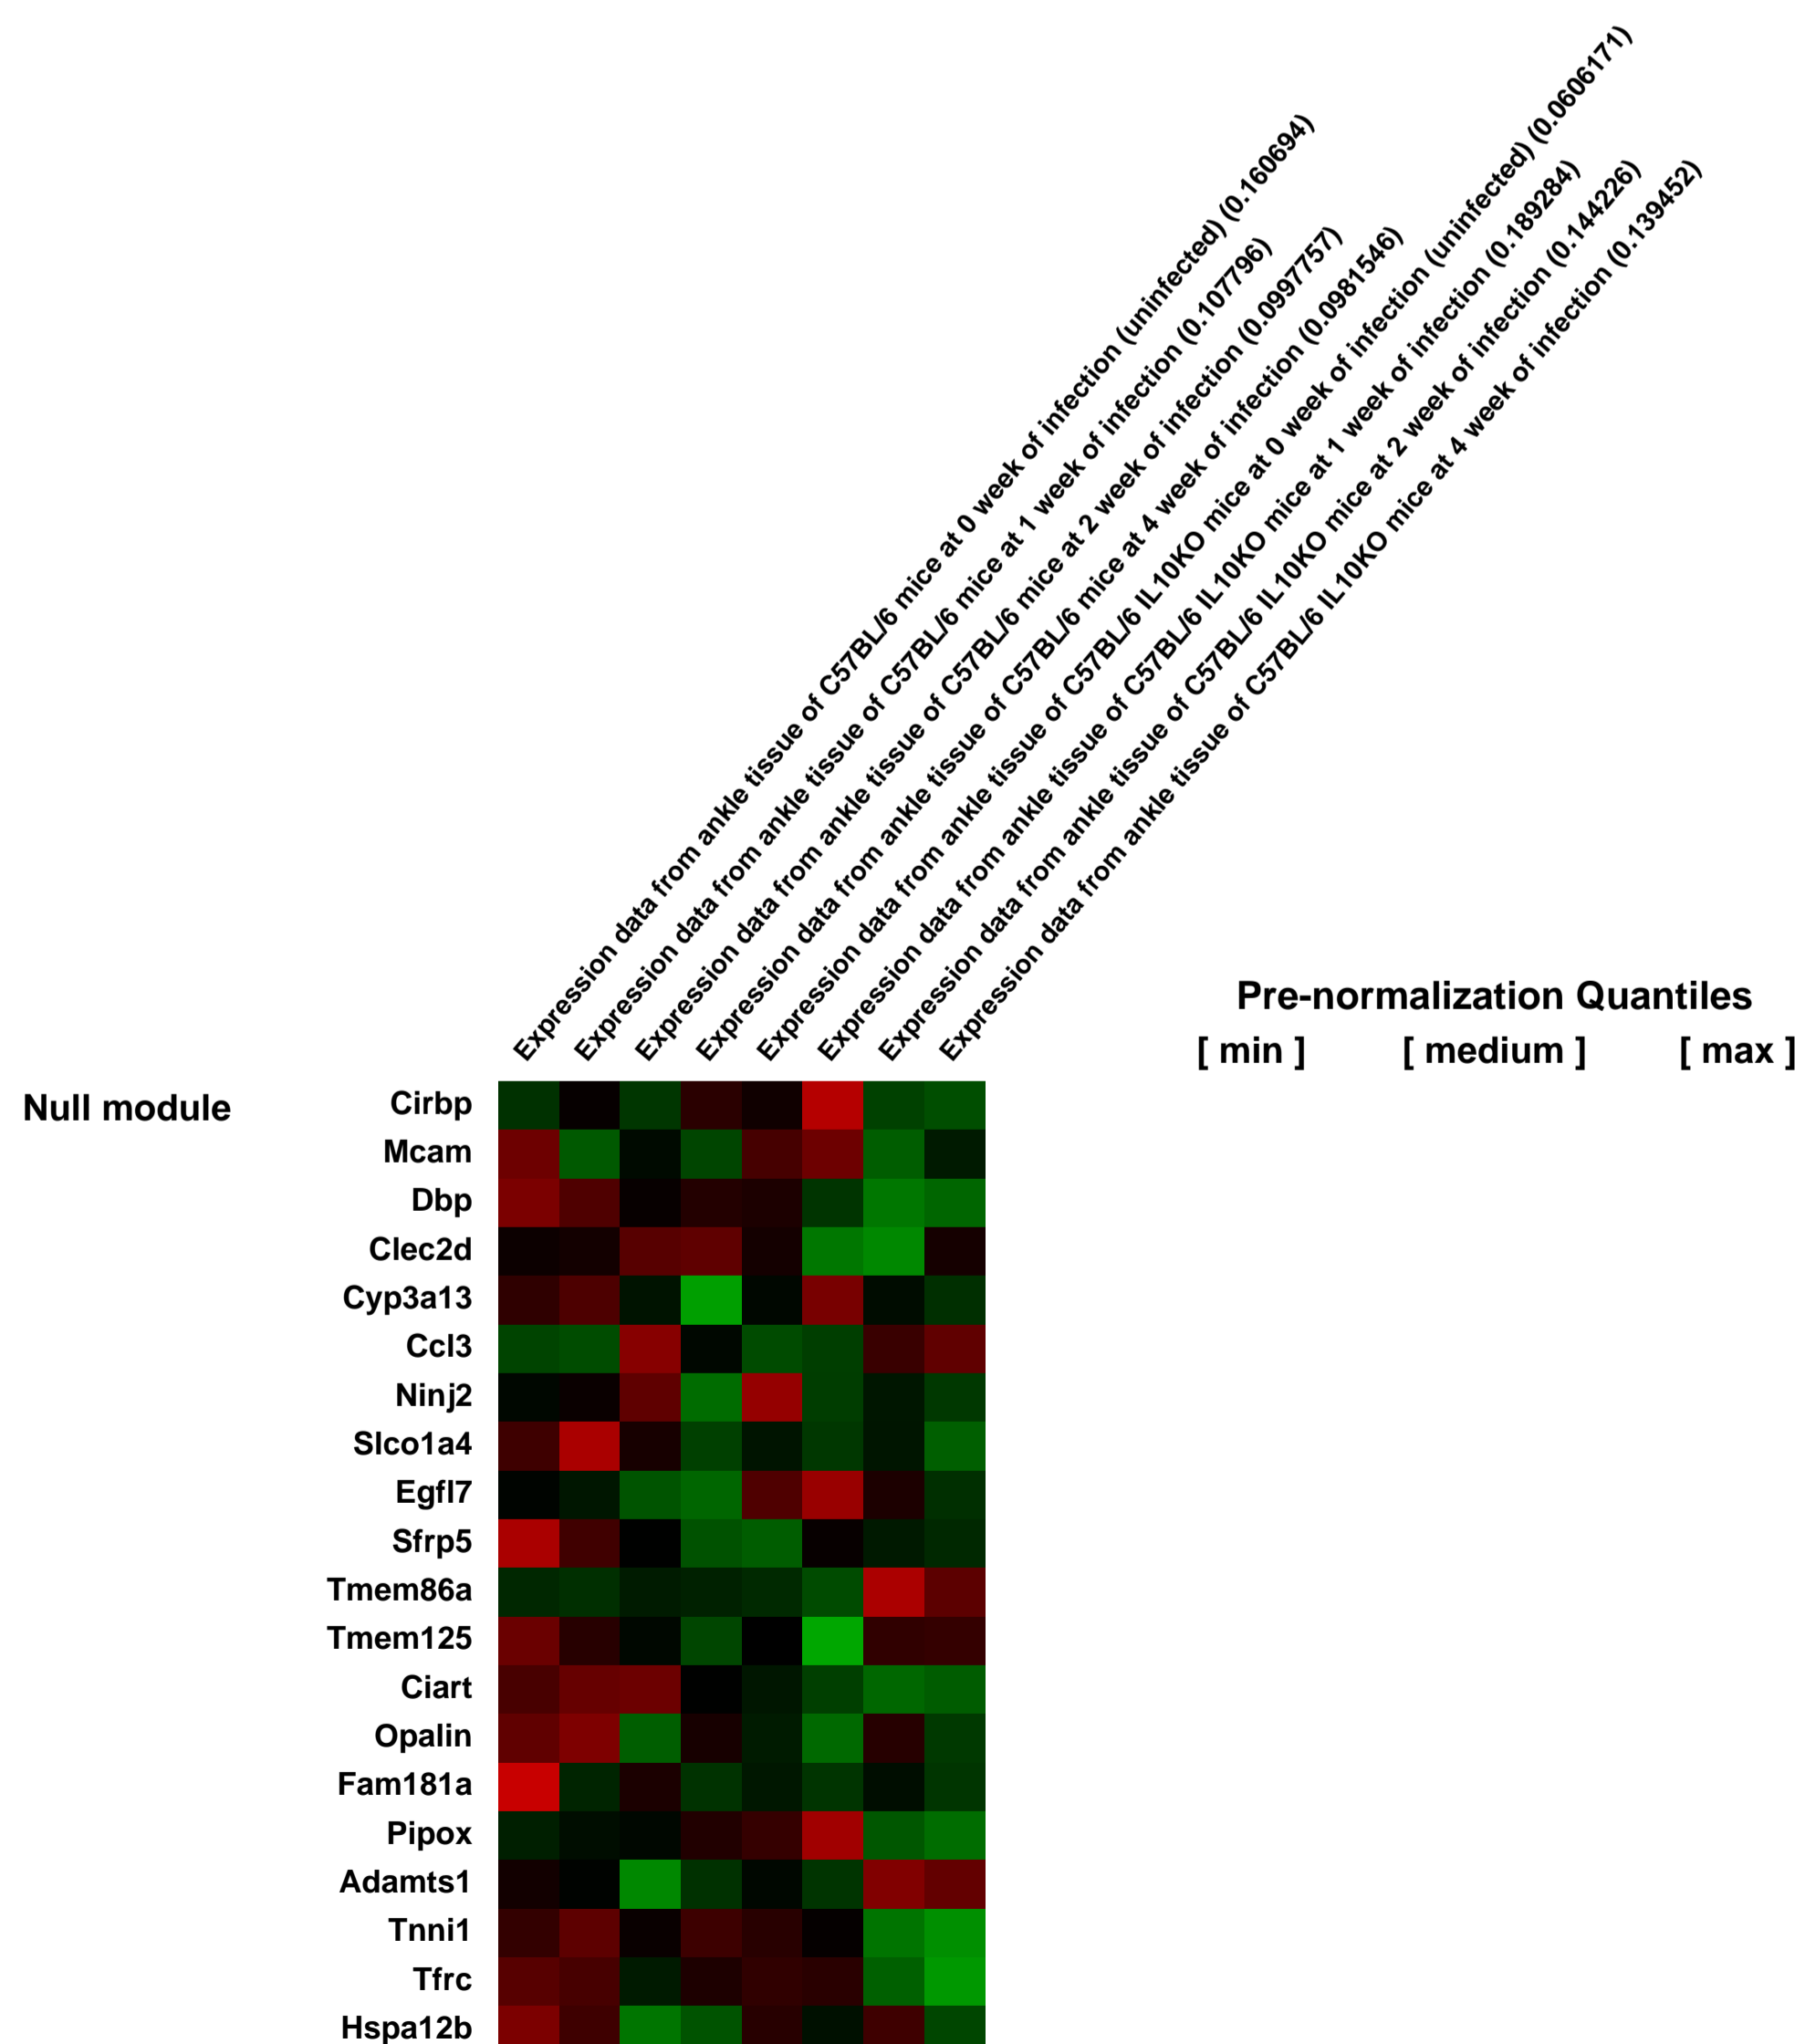 Expression data from ankle tissue of C57BL/6 mice at 0 week of infection (uninfected) (0.160694)
Expression data from ankle tissue of C57BL/6 mice at 1 week of infection (0.107796)
Expression data from ankle tissue of C57BL/6 mice at 2 week of infection (0.0997757)
Expression data from ankle tissue of C57BL/6 mice at 4 week of infection (0.0981546)
Expression data from ankle tissue of C57BL/6 IL10KO mice at 0 week of infection (uninfected) (0.0606171)
Expression data from ankle tissue of C57BL/6 IL10KO mice at 1 week of infection (0.189284)
Expression data from ankle tissue of C57BL/6 IL10KO mice at 2 week of infection (0.144226)
Expression data from ankle tissue of C57BL/6 IL10KO mice at 4 week of infection (0.139452)
Pre-normalization Quantiles
[ min ] [ medium ] [ max ]
Null module
Cirbp
Mcam
Dbp
Clec2d
Cyp3a13
Ccl3
Ninj2
Slco1a4
Egfl7
Sfrp5
Tmem86a
Tmem125
Ciart
Opalin
Fam181a
Pipox
Adamts1
Tnni1
Tfrc
Hspa12b